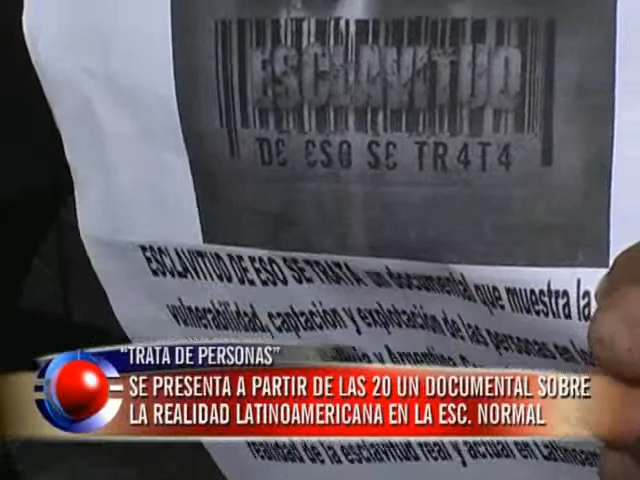 ESCLAVITUD
DE ESO SE TR4T4
ESCLAVITUD DE ESO SE TRATA un documental que muestra la
vulnerabilidad, captación y explotación de las personas en
y Argentina
"TRATA DE PERSONAS"
SE PRESENTA A PARTIR DE LAS 20 UN DOCUMENTAL SOBRE
LA REALIDAD LATINOAMERICANA EN LA ESC. NORMAL
realidad de la esclavitud real y actual en